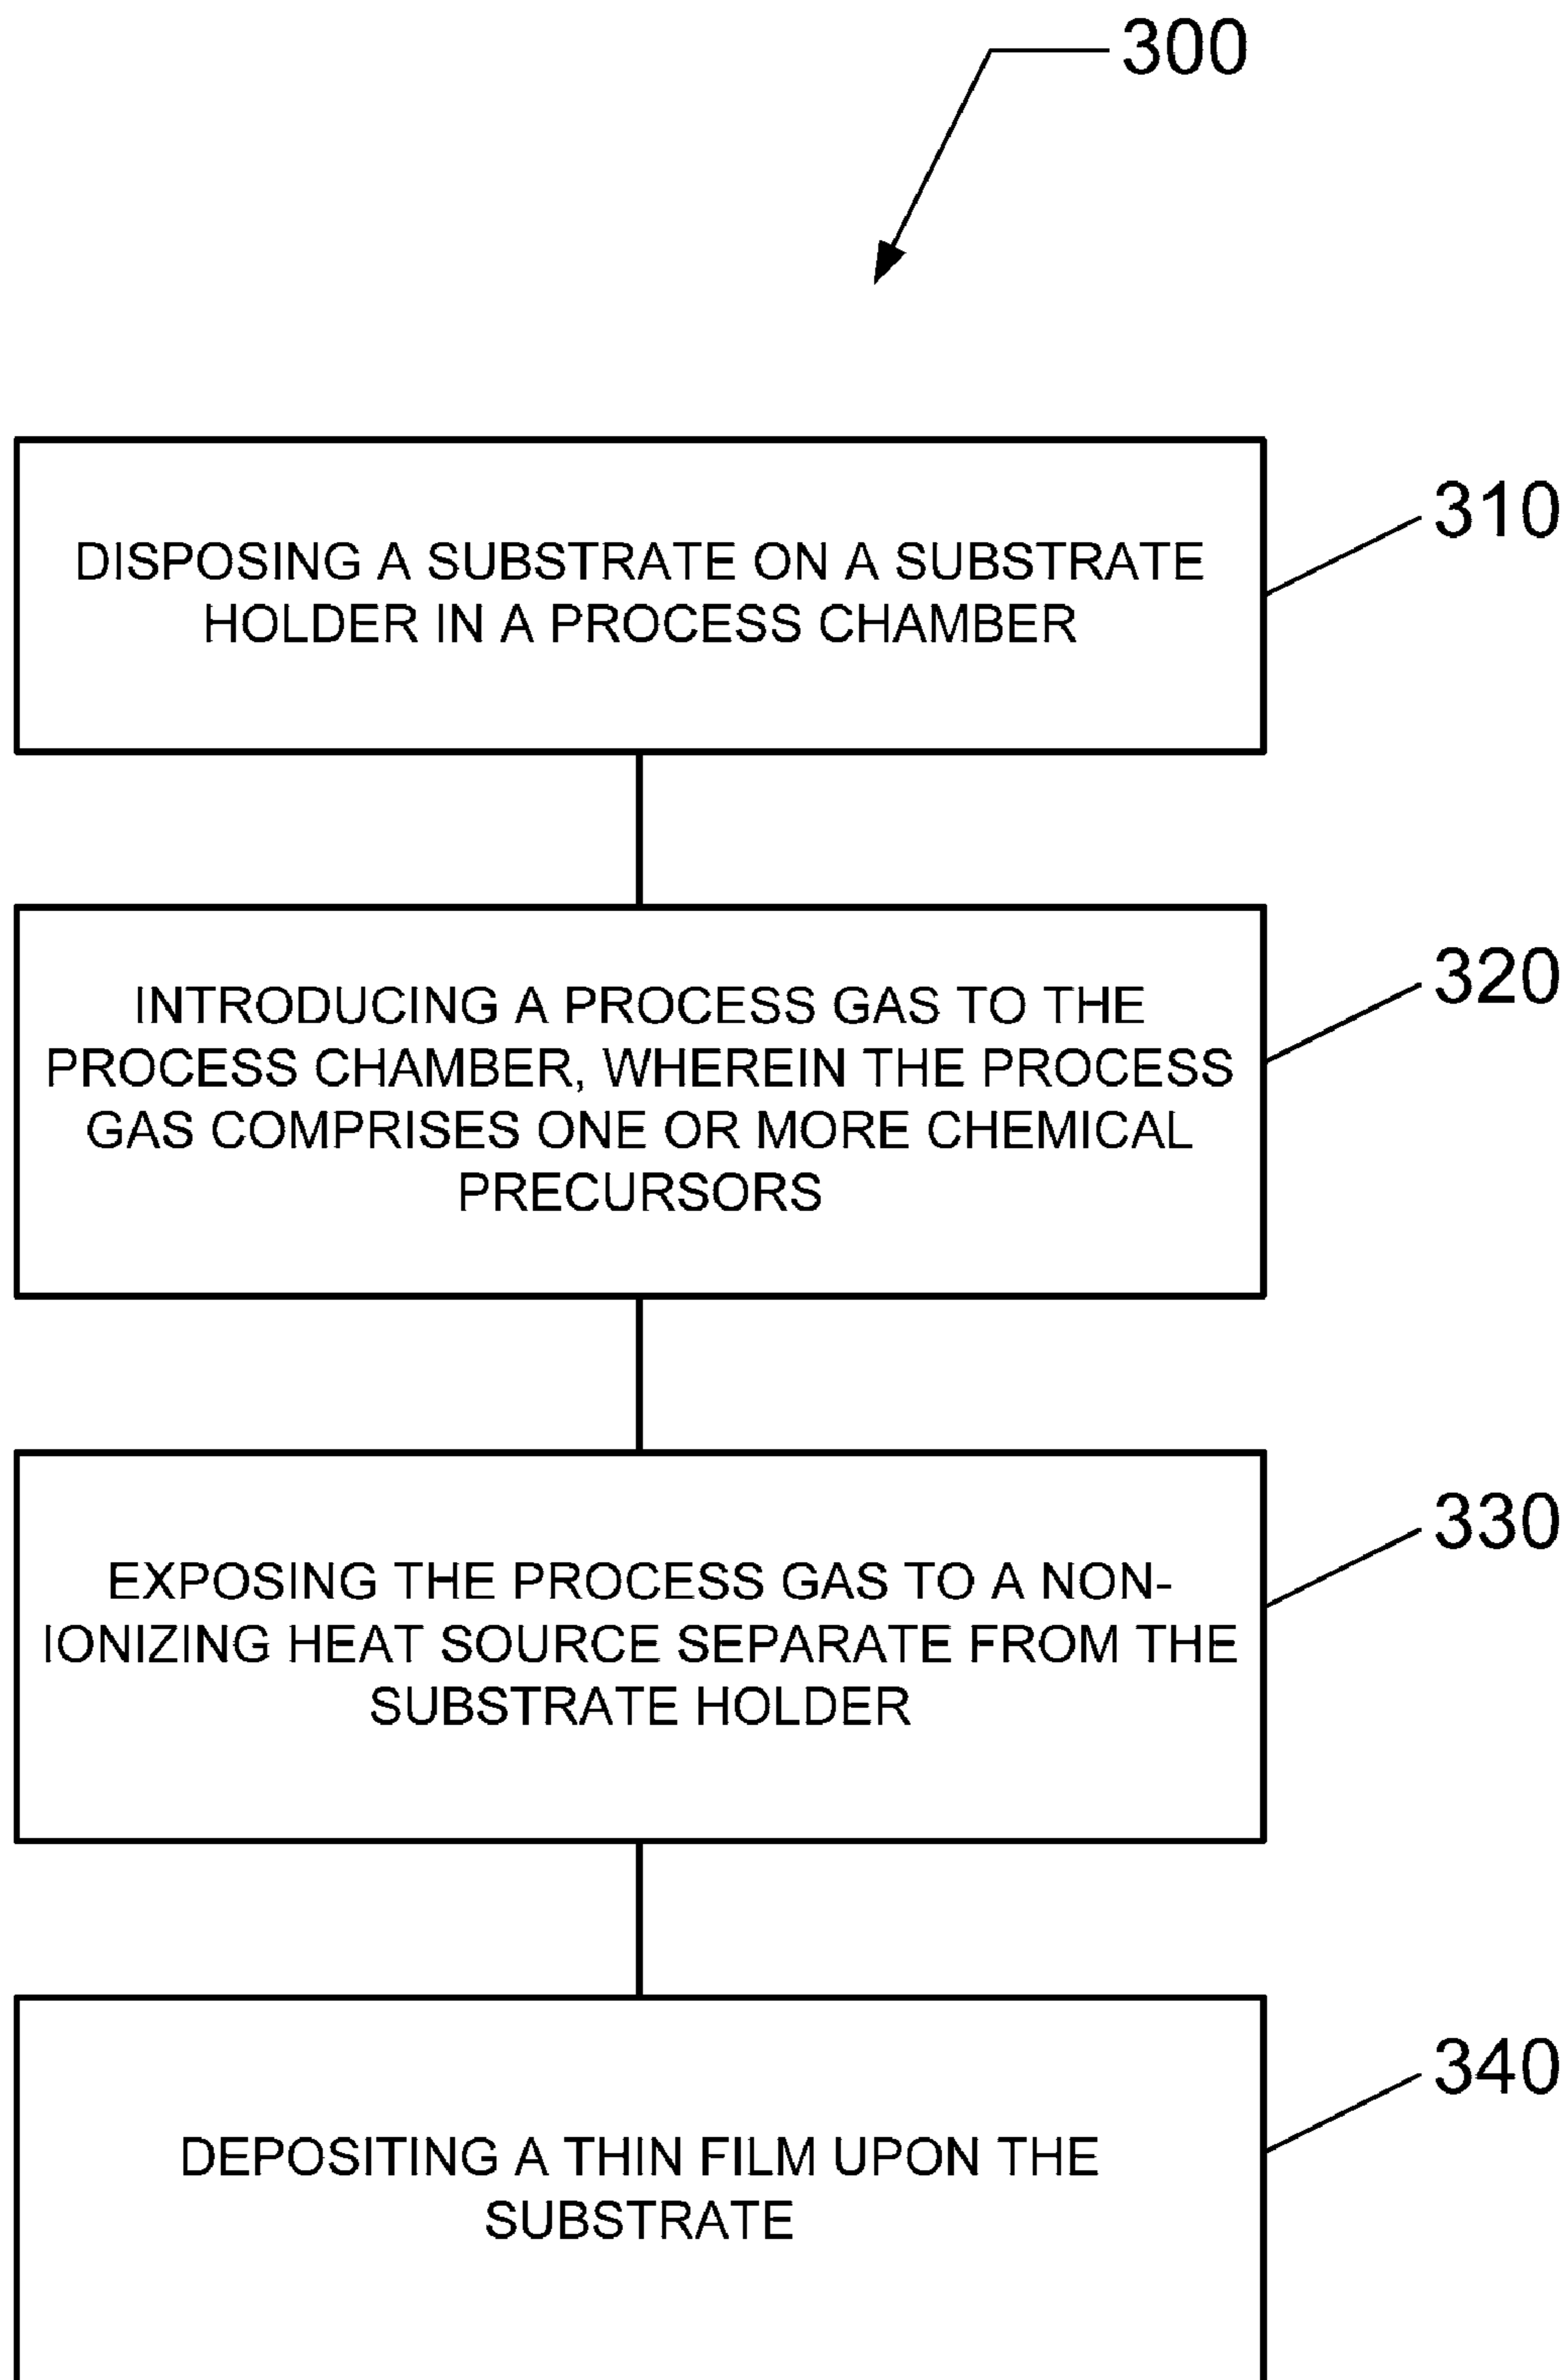 300
310
DISPOSING A SUBSTRATE ON A SUBSTRATE
HOLDER IN A PROCESS CHAMBER
320
INTRODUCING A PROCESS GAS TO THE
PROCESS CHAMBER, WHEREIN THE PROCESS
GAS COMPRISES ONE OR MORE CHEMICAL
PRECURSORS
330
EXPOSING THE PROCESS GAS TO A NON-
IONIZING HEAT SOURCE SEPARATE FROM THE
SUBSTRATE HOLDER
340
DEPOSITING A THIN FILM UPON THE
SUBSTRATE